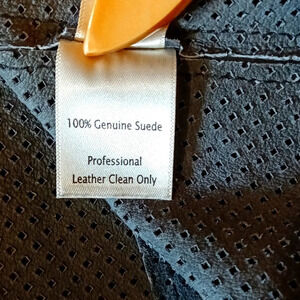 100% Genuine Suede
Professional
Leather Clean Only